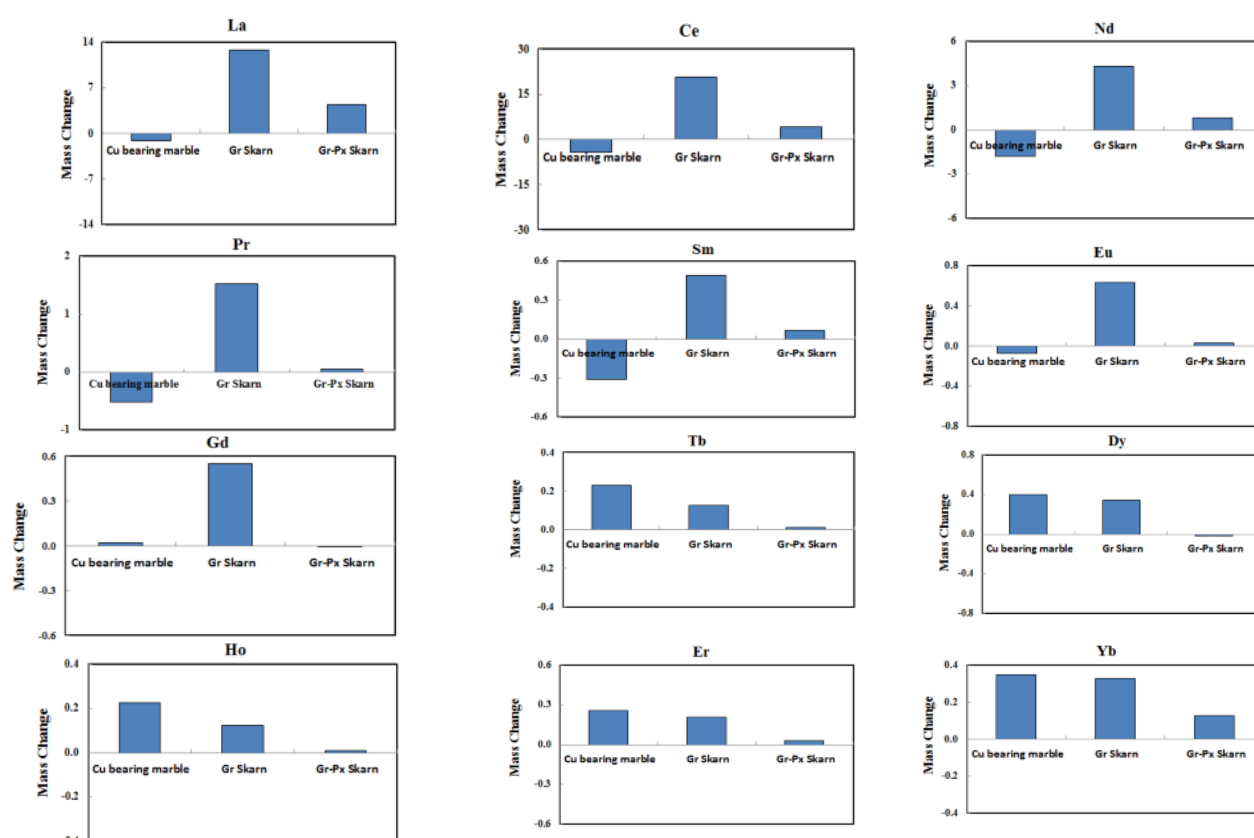 La
Mass Change
14
7
0
-7
-14
Cu bearing marble Gr Skarn Gr-Px Skarn
Ce
Mass Change
30
15
0
-15
-30
Cu bearing marble Gr Skarn Gr-Px Skarn
Nd
Mass Change
6
3
0
-3
-6
Cu bearing marble Gr Skarn Gr-Px Skarn
Pr
Mass Change
2
1
0
-1
Cu bearing marble Gr Skarn Gr-Px Skarn
Sm
Mass Change
0.6
0.3
0.0
-0.3
-0.6
Cu bearing marble Gr Skarn Gr-Px Skarn
Eu
Mass Change
0.8
0.4
0.0
-0.4
-0.8
Cu bearing marble Gr Skarn Gr-Px Skarn
Gd
Mass Change
0.6
0.3
0.0
-0.3
-0.6
Cu bearing marble Gr Skarn Gr-Px Skarn
Tb
Mass Change
0.4
0.2
0.0
-0.2
-0.4
Cu bearing marble Gr Skarn Gr-Px Skarn
Dy
Mass Change
0.8
0.4
0.0
-0.4
-0.8
Cu bearing marble Gr Skarn Gr-Px Skarn
Ho
Mass Change
0.4
0.2
0.0
-0.2
Cu bearing marble Gr Skarn Gr-Px Skarn
Er
Mass Change
0.6
0.3
0.0
-0.3
-0.6
Cu bearing marble Gr Skarn Gr-Px Skarn
Yb
Mass Change
0.4
0.2
0.0
-0.2
-0.4
Cu bearing marble Gr Skarn Gr-Px Skarn